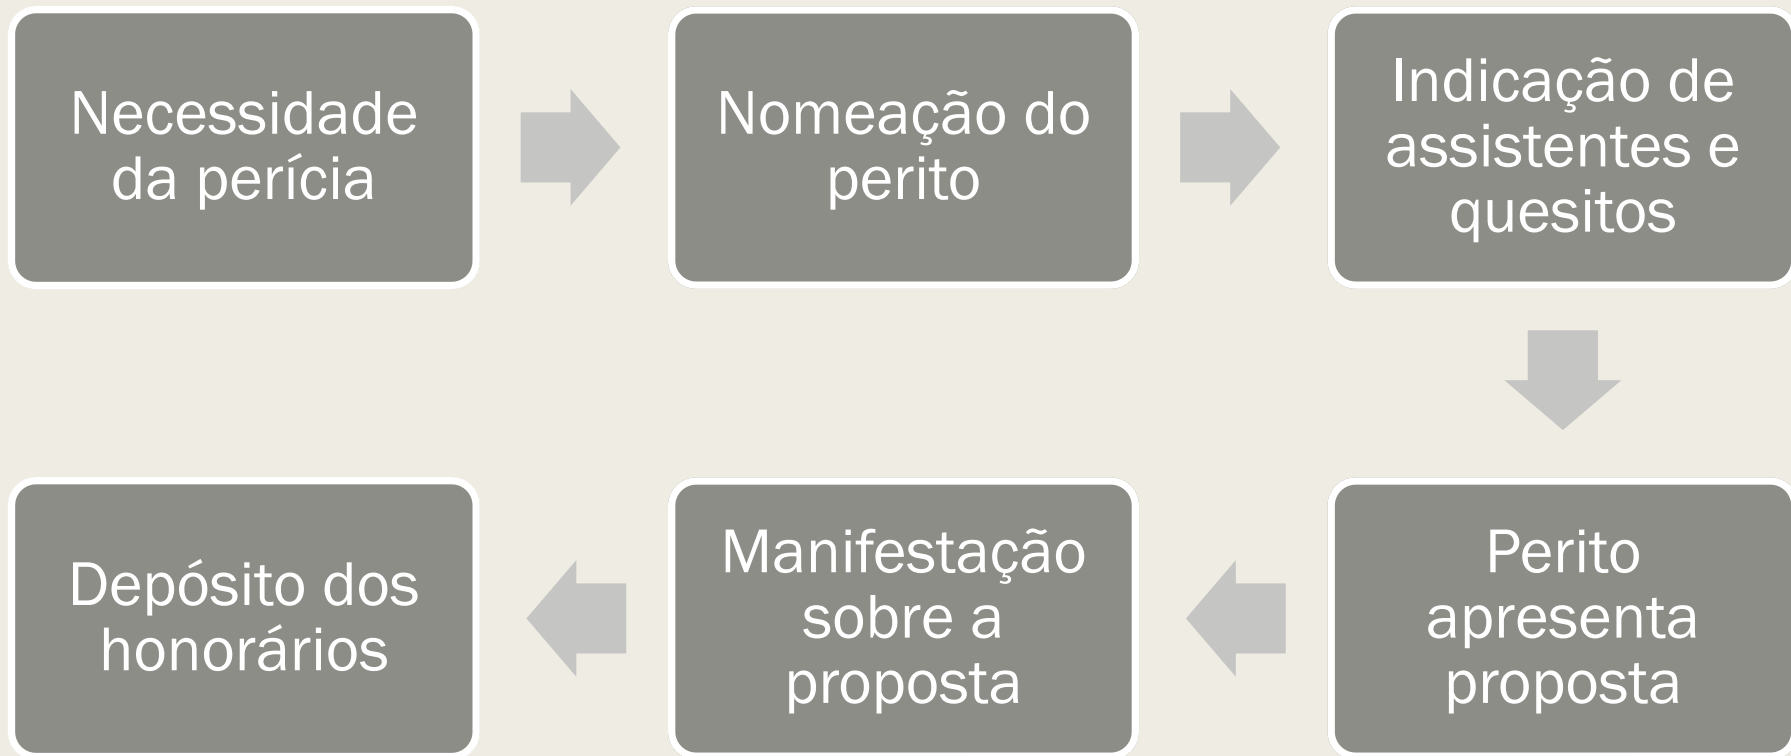 Necessidade
da perícia
Nomeação do
perito
Indicação de
assistentes e
quesitos
Perito
apresenta
proposta
Manifestação
sobre a
proposta
Depósito dos
honorários